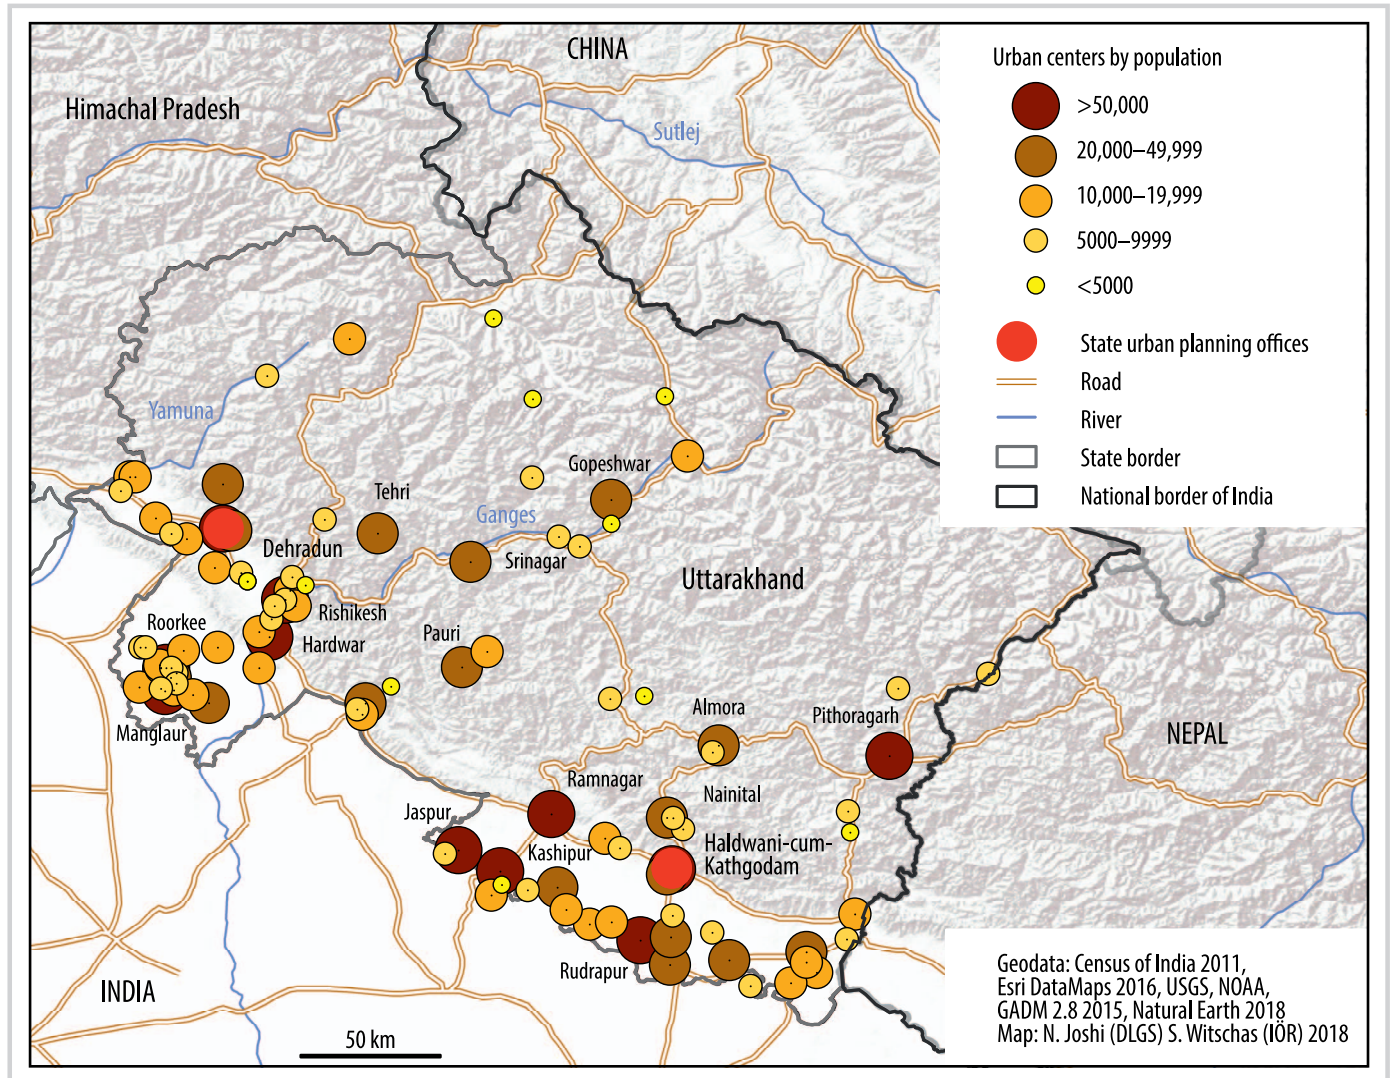 CHINA
Himachal Pradesh
Sutlej
Urban centers by population
>50,000
20,000–49,999
10,000–19,999
5000–9999
<5000
State urban planning offices
Road
River
State border
National border of India
Yamuna
Gopeshwar
Tehri
Ganges
Dehradun
Srinagar
Uttarakhand
Rishikesh
Roorkee
Hardwar
Pauri
Manglaur
Almora
Pithoragarh
NEPAL
Ramnagar
Nainital
Jaspur
Kashipur
Haldwani-cum-
Kathgodam
Rudrapur
INDIA
50 km
Geodata: Census of India 2011,
Esri DataMaps 2016, USGS, NOAA,
GADM 2.8 2015, Natural Earth 2018
Map: N. Joshi (DLGS) S. Witschas (IÖR) 2018